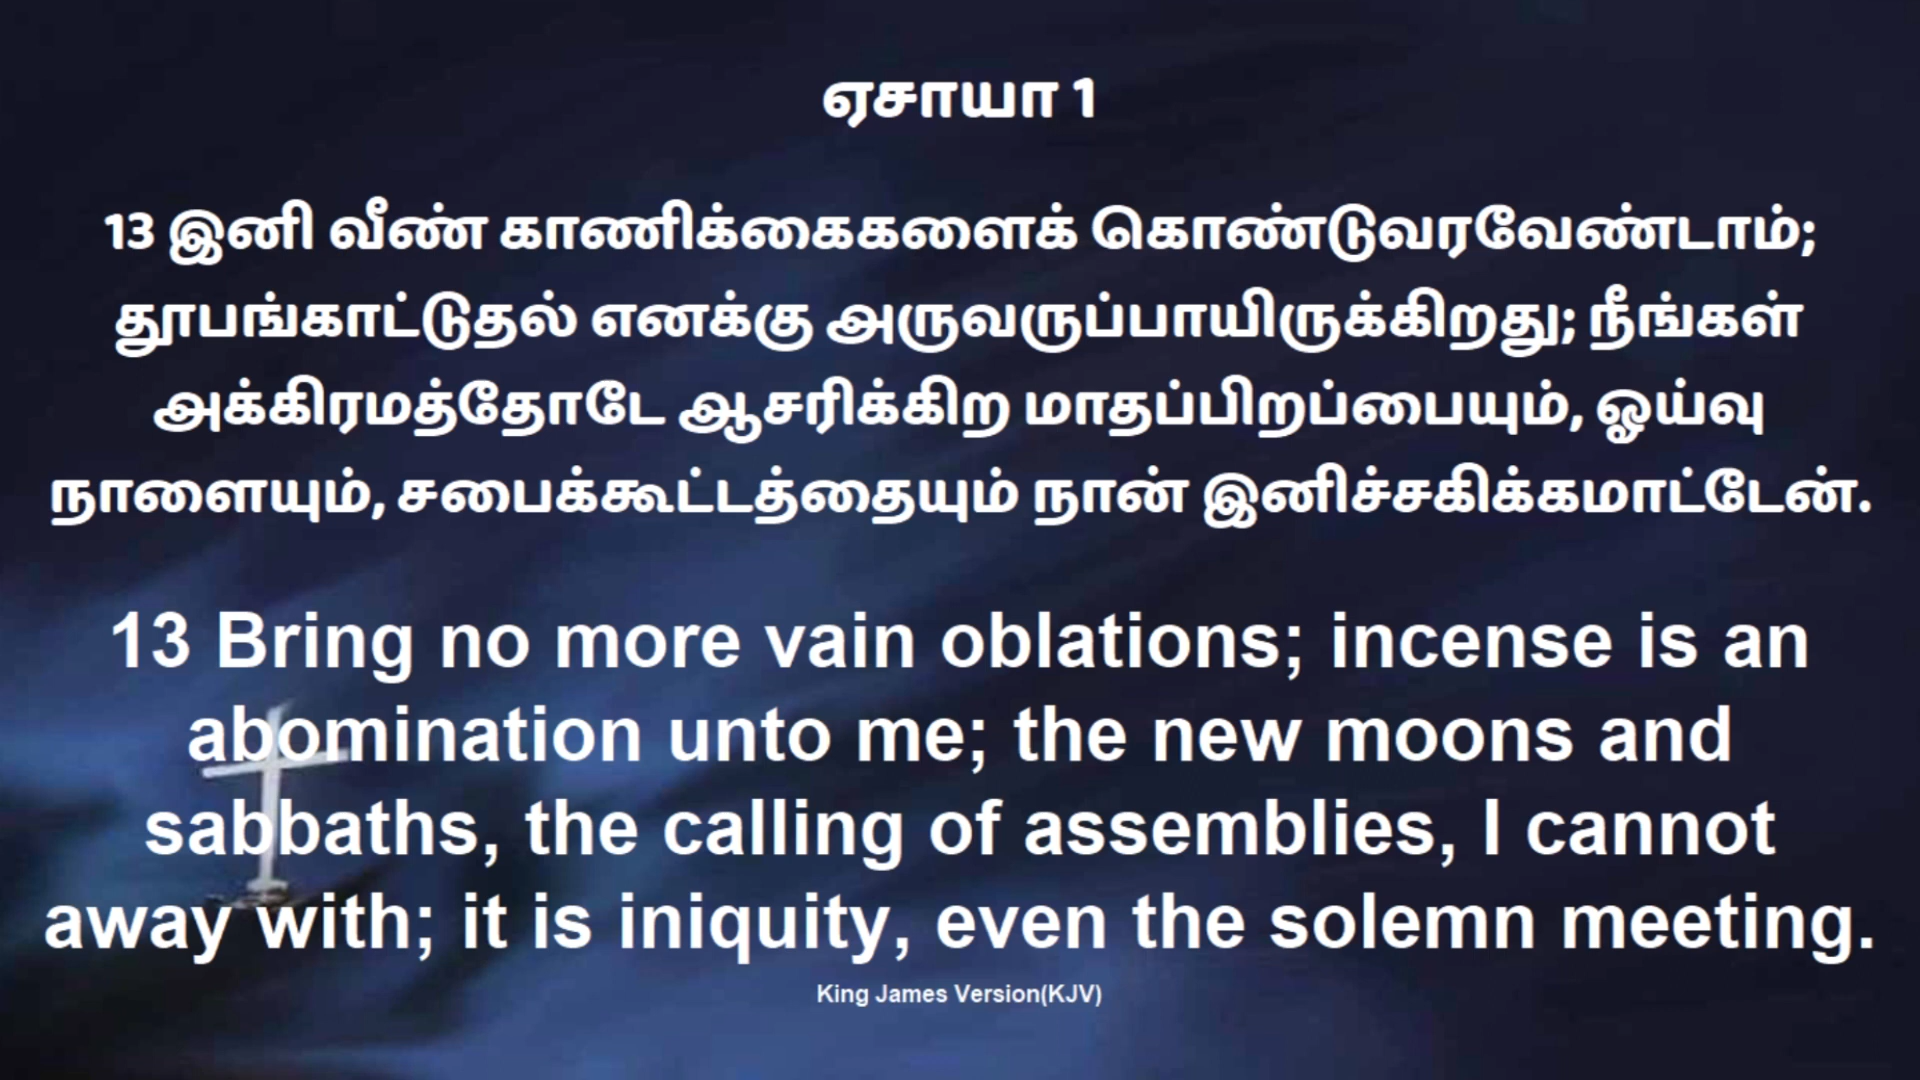 ஏசாயா 1
13 இனி வீண் காணிக்கைகளைக் கொண்டுவரவேண்டாம்;
தூபங்காட்டுதல் எனக்கு அருவருப்பாயிருக்கிறது; நீங்கள்
அக்கிரமத்தோடே ஆசரிக்கிற மாதப்பிறப்பையும், ஓய்வு
நாளையும், சபைக்கூட்டத்தையும் நான் இனிச்சகிக்கமாட்டேன்.
13 Bring no more vain oblations; incense is an
abomination unto me; the new moons and
sabbaths, the calling of assemblies, I cannot
away with; it is iniquity, even the solemn meeting.
King James Version(KJV)